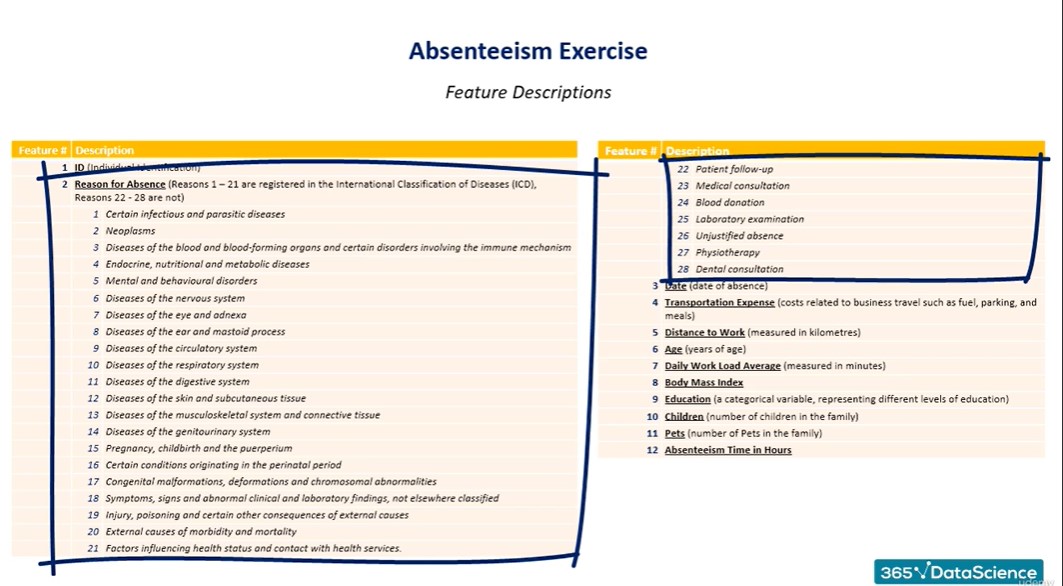 Absenteeism Exercise
Feature Descriptions
Feature # Description
1 ID (Individual Identification)
2 Reason for Absence (Reasons 1 – 21 are registered in the International Classification of Diseases (ICD),
Reasons 22 - 28 are not)
1 Certain infectious and parasitic diseases
2 Neoplasms
3 Diseases of the blood and blood-forming organs and certain disorders involving the immune mechanism
4 Endocrine, nutritional and metabolic diseases
5 Mental and behavioural disorders
6 Diseases of the nervous system
7 Diseases of the eye and adnexa
8 Diseases of the ear and mastoid process
9 Diseases of the circulatory system
10 Diseases of the respiratory system
11 Diseases of the digestive system
12 Diseases of the skin and subcutaneous tissue
13 Diseases of the musculoskeletal system and connective tissue
14 Diseases of the genitourinary system
15 Pregnancy, childbirth and the puerperium
16 Certain conditions originating in the perinatal period
17 Congenital malformations, deformations and chromosomal abnormalities
18 Symptoms, signs and abnormal clinical and laboratory findings, not elsewhere classified
19 Injury, poisoning and certain other consequences of external causes
20 External causes of morbidity and mortality
21 Factors influencing health status and contact with health services.
Feature # Description
22 Patient follow-up
23 Medical consultation
24 Blood donation
25 Laboratory examination
26 Unjustified absence
27 Physiotherapy
28 Dental consultation
3 Date (date of absence)
4 Transportation Expense (costs related to business travel such as fuel, parking, and
meals)
5 Distance to Work (measured in kilometres)
6 Age (years of age)
7 Daily Work Load Average (measured in minutes)
8 Body Mass Index
9 Education (a categorical variable, representing different levels of education)
10 Children (number of children in the family)
11 Pets (number of Pets in the family)
12 Absenteeism Time in Hours
365 DataScience